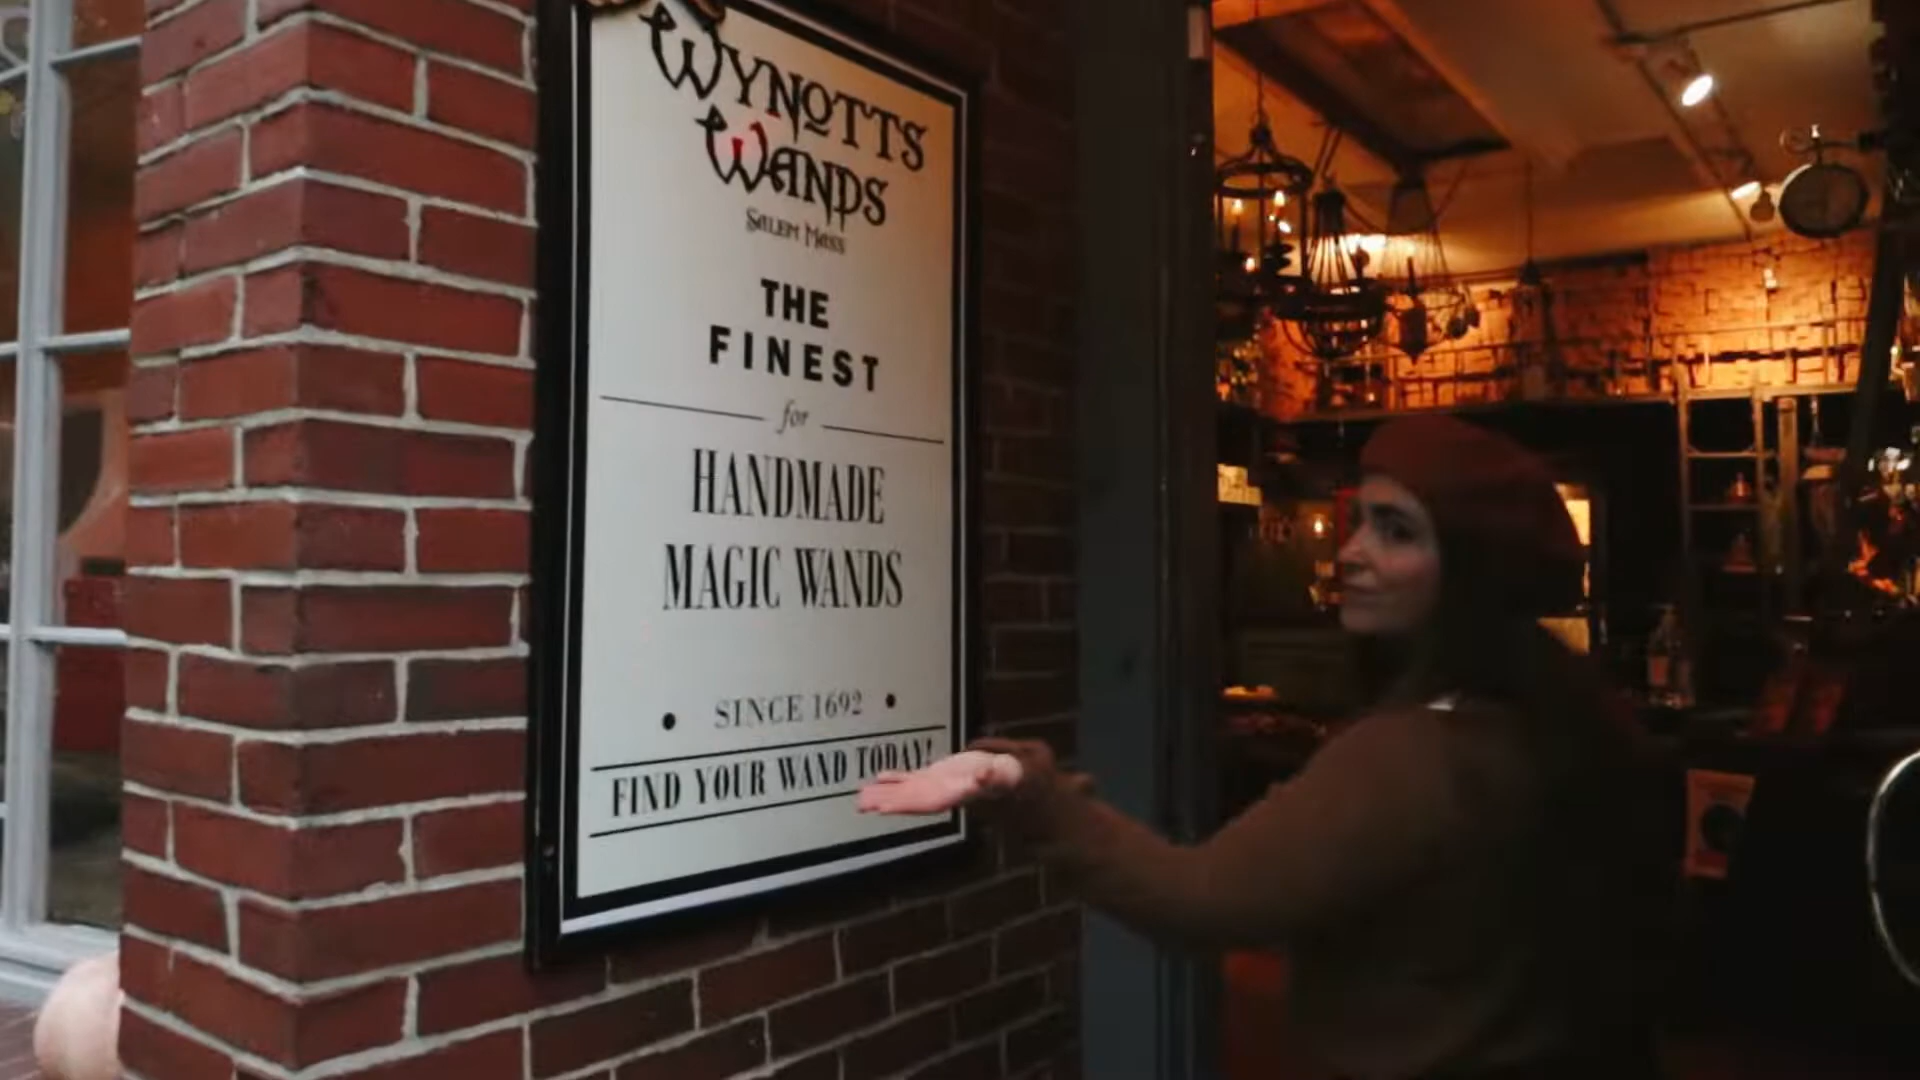 WYNOTTS
WANDS
SALEM MASS
THE
FINEST
for
HANDMADE
MAGIC WANDS
• SINCE 1692 •
FIND YOUR WAND TODAY!